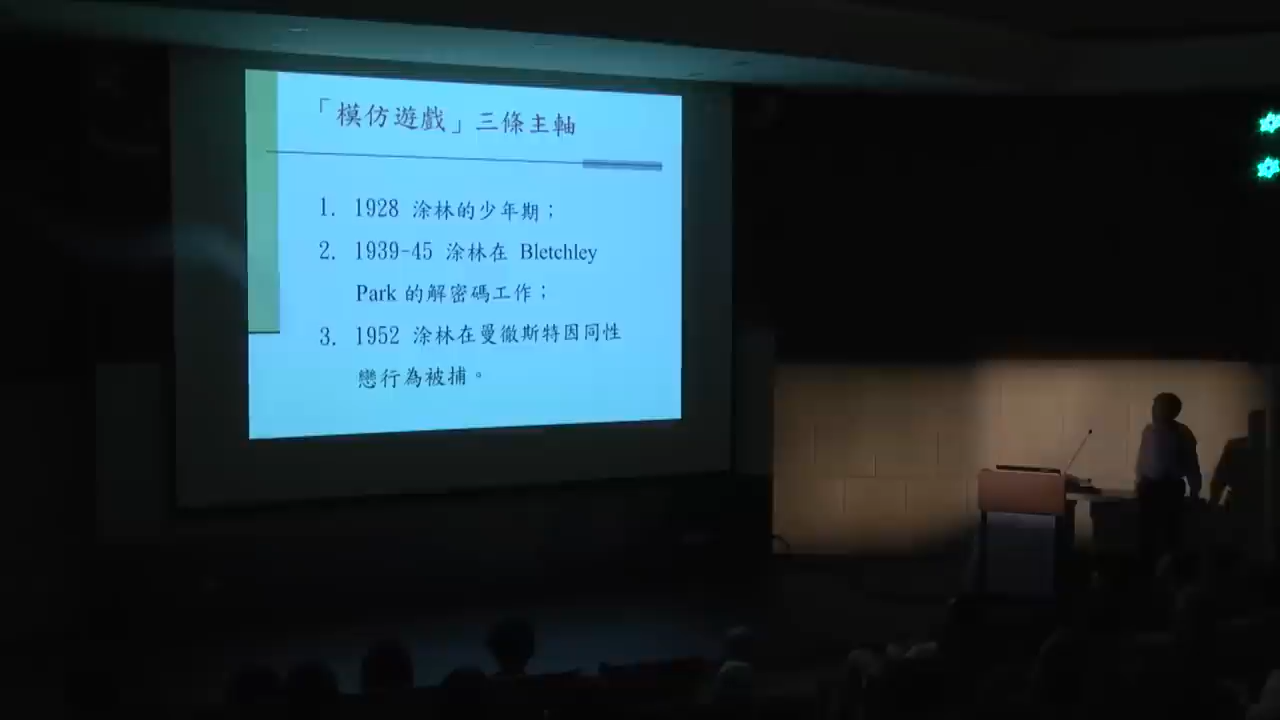 「模仿遊戲」三條主軸
1. 1928 涂林的少年期；
2. 1939-45 涂林在 Bletchley
Park 的解密碼工作；
3. 1952 涂林在曼徹斯特因同性
戀行為被捕。